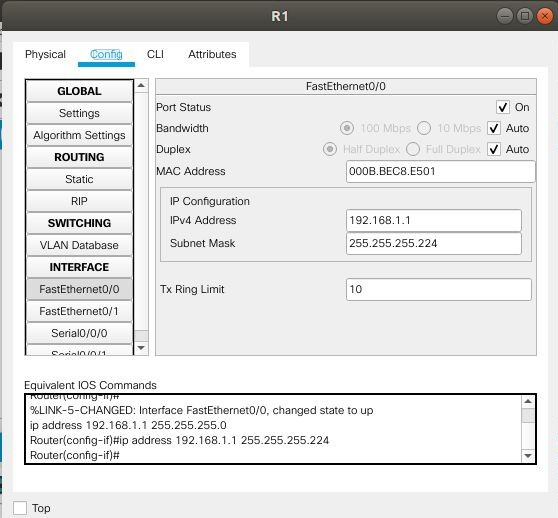 R1
Physical Config CLI Attributes
GLOBAL
Settings
Algorithm Settings
ROUTING
Static
RIP
SWITCHING
VLAN Database
INTERFACE
FastEthernet0/0
FastEthernet0/1
Serial0/0/0
Serial0/0/1
FastEthernet0/0
Port Status On
Bandwidth 100 Mbps 10 Mbps Auto
Duplex Half Duplex Full Duplex Auto
MAC Address 000B.BEC8.E501
IP Configuration
IPv4 Address 192.168.1.1
Subnet Mask 255.255.255.224
Tx Ring Limit 10
Equivalent IOS Commands
Router(config-if)#
%LINK-5-CHANGED: Interface FastEthernet0/0, changed state to up
ip address 192.168.1.1 255.255.255.0
Router(config-if)#ip address 192.168.1.1 255.255.255.224
Router(config-if)#
Top